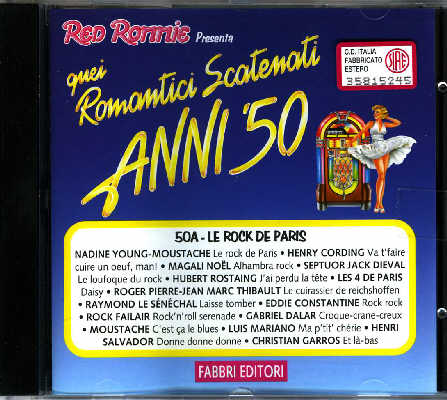 Red Ronnie Presenta
quei
Romantici Scatenati
ANNI '50
C.D. ITALIA
FABBRICATO
ESTERO
SIAE
35815245
50A - LE ROCK DE PARIS
NADINE YOUNG-MOUSTACHE Le rock de Paris • HENRY CORDING Va t'faire
cuire un oeuf, man! • MAGALI NOËL Alhambra rock • SEPTUOR JACK DIEVAL
Le loufoque du rock • HUBERT ROSTAING J'ai perdu la tête • LES 4 DE PARIS
Daisy • ROGER PIERRE-JEAN MARC THIBAULT Le cuirassier de reichshoffen
• RAYMOND LE SÉNÉCHAL Laisse tomber • EDDIE CONSTANTINE Rock rock
• ROCK FAILAIR Rock'n'roll serenade • GABRIEL DALAR Croque-crane-creux
• MOUSTACHE C'est ça le blues • LUIS MARIANO Ma p'tit' chérie • HENRI
SALVADOR Donne donne donne • CHRISTIAN GARROS Et là-bas
FABBRI EDITORI